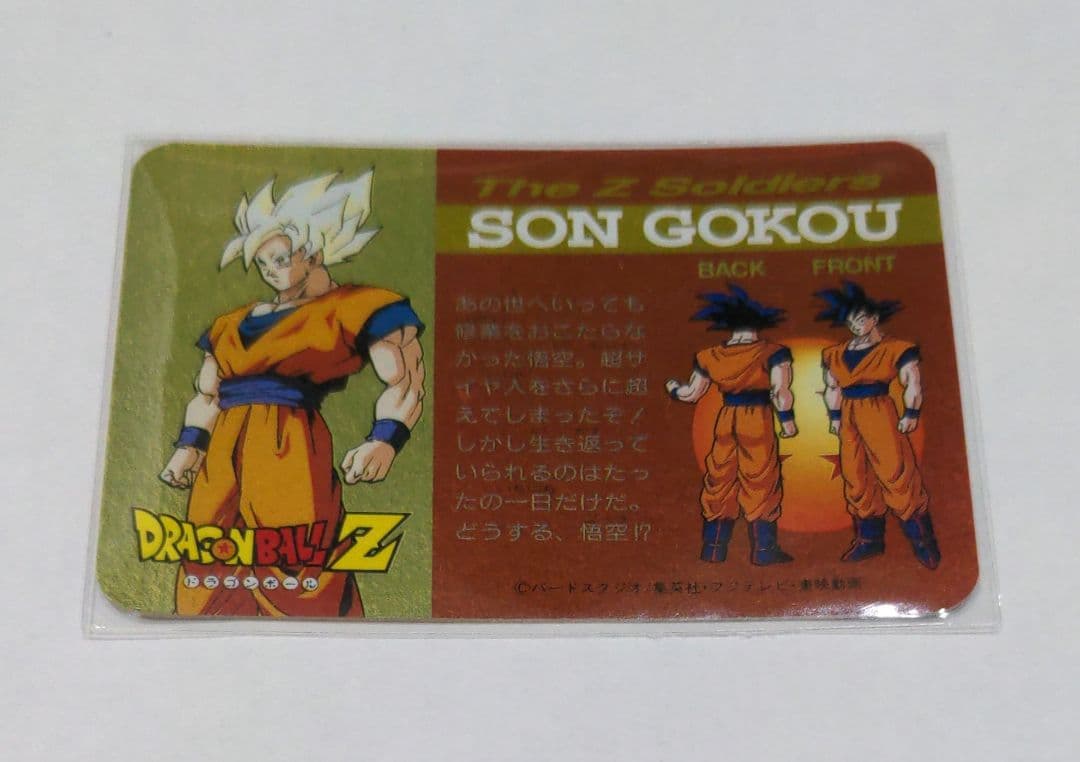 The Z Soldiers
SON GOKOU
BACK FRONT
あの世へいっても
修業をおこたらな
かった悟空。超サ
イヤ人をさらに超
えてしまったぞ！
しかし生き返って
いられるのはたっ
たの一日だけだ。
どうする、悟空!?
DRAGONBALL Z
ドラゴンボール
©バードスタジオ/集英社・フジテレビ・東映動画